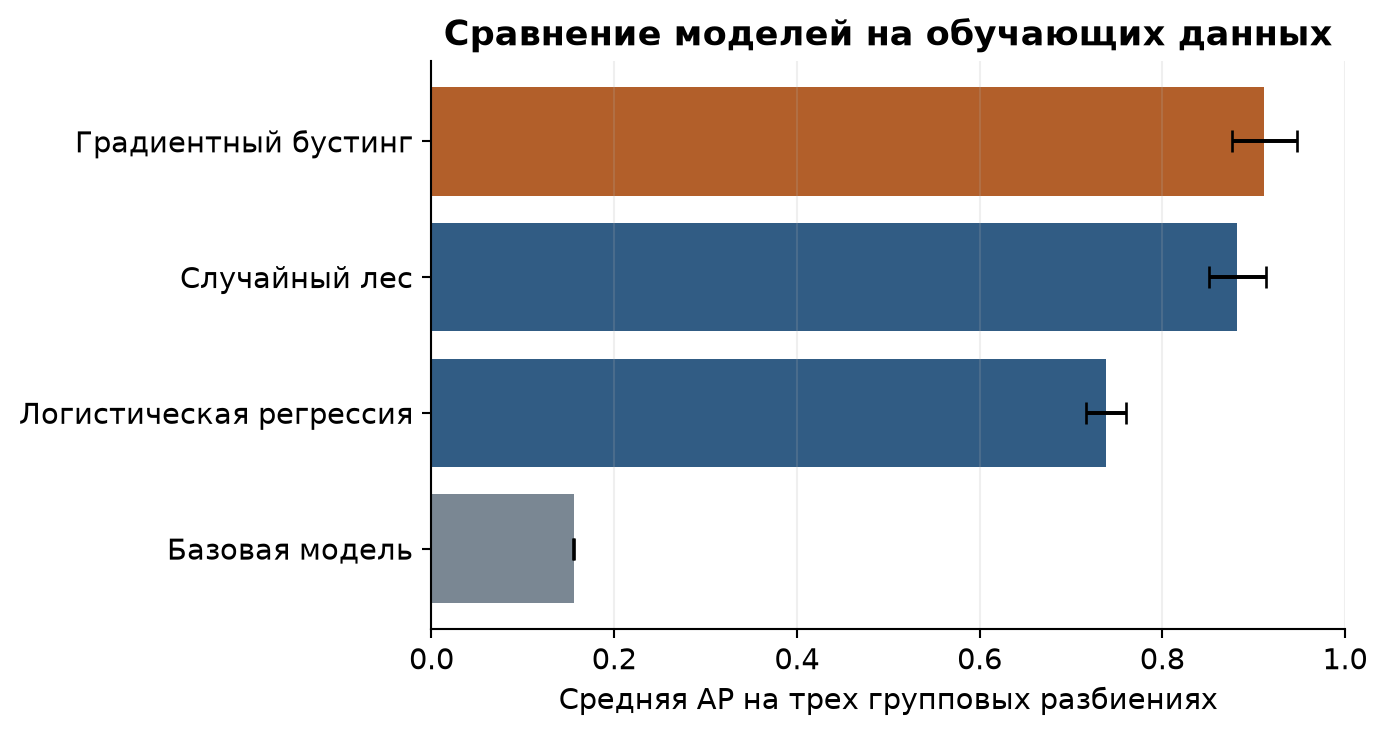 Сравнение моделей на обучающих данных
Градиентный бустинг
Случайный лес
Логистическая регрессия
Базовая модель
0.0 0.2 0.4 0.6 0.8 1.0
Средняя AP на трех групповых разбиениях